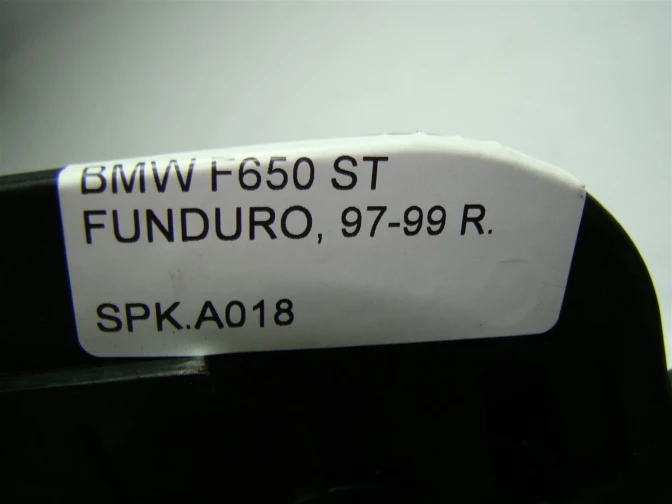 BMW F650 ST
FUNDURO, 97-99 R.
SPK.A018